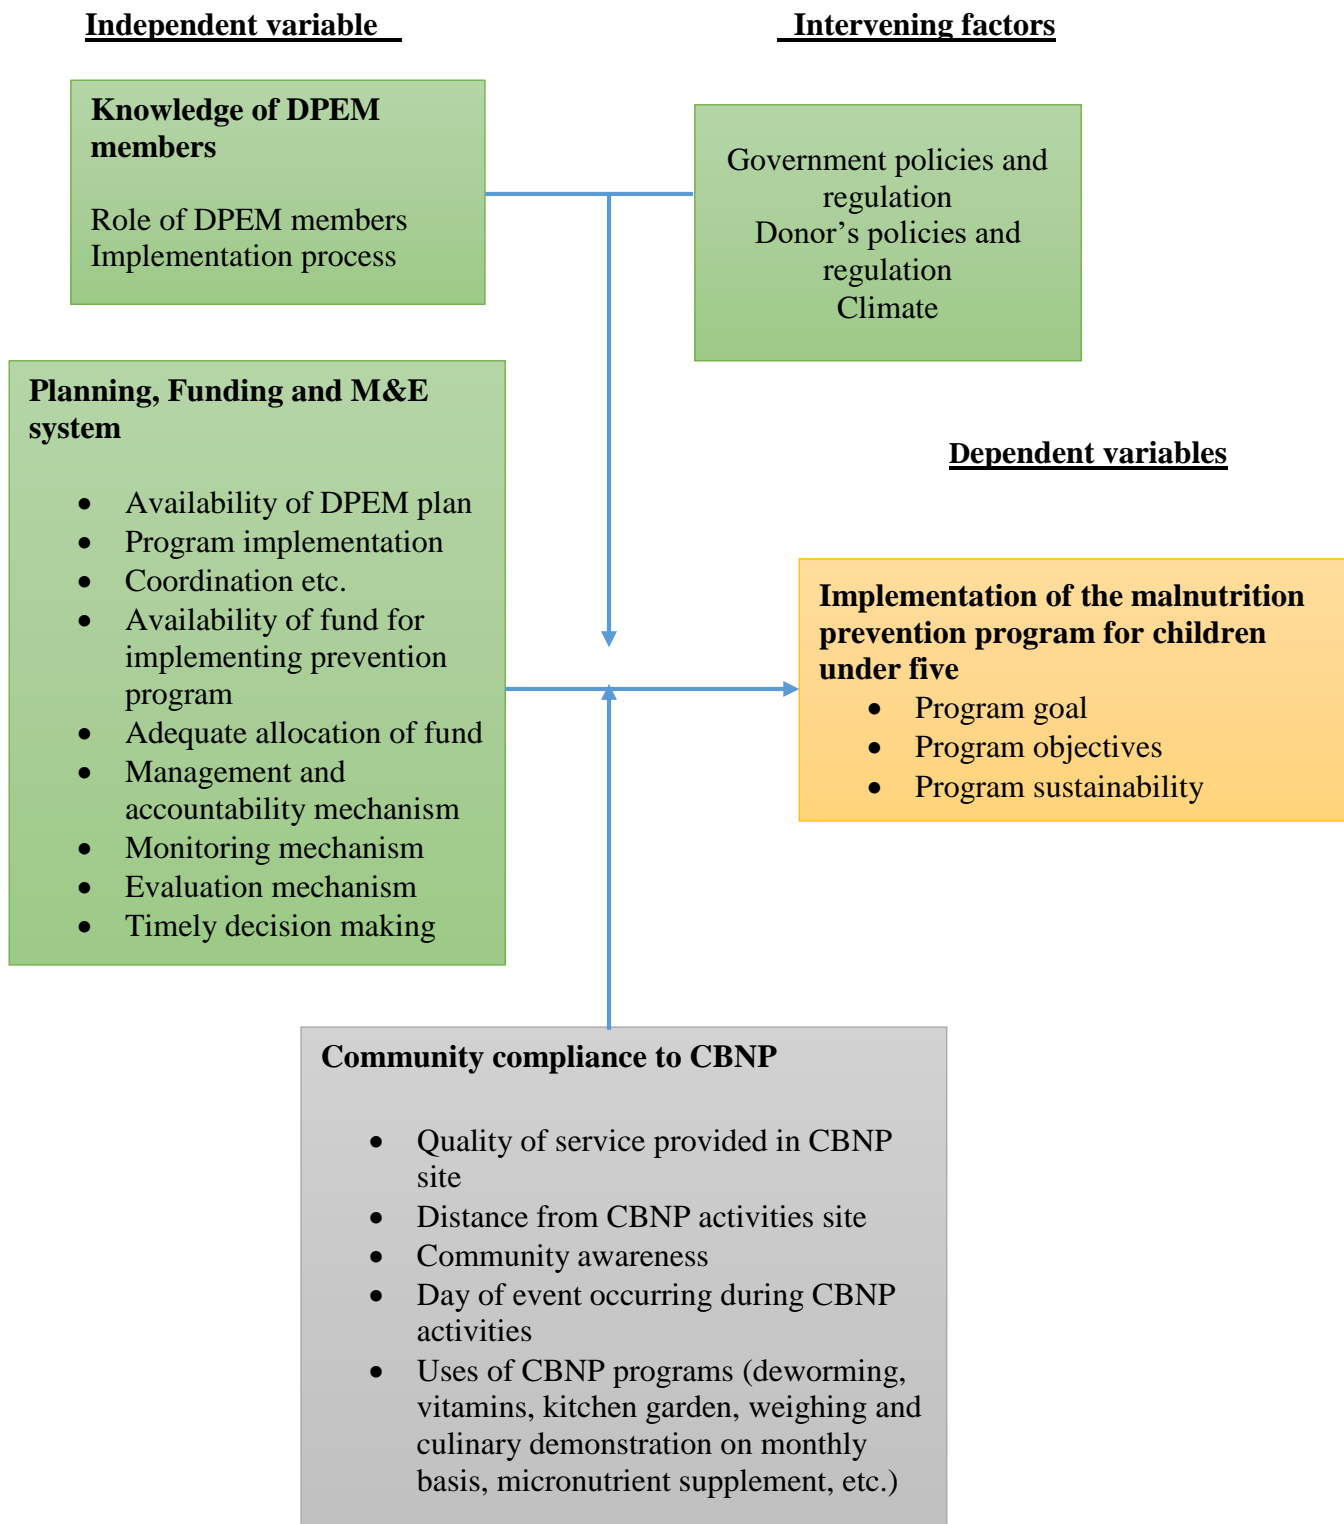 Independent variable
Intervening factors
Knowledge of DPEM
members
Role of DPEM members
Implementation process
Government policies and
regulation
Donor’s policies and
regulation
Climate
Planning, Funding and M&E
system
• Availability of DPEM plan
• Program implementation
• Coordination etc.
• Availability of fund for
implementing prevention
program
• Adequate allocation of fund
• Management and
accountability mechanism
• Monitoring mechanism
• Evaluation mechanism
• Timely decision making
Dependent variables
Implementation of the malnutrition
prevention program for children
under five
• Program goal
• Program objectives
• Program sustainability
Community compliance to CBNP
• Quality of service provided in CBNP
site
• Distance from CBNP activities site
• Community awareness
• Day of event occurring during CBNP
activities
• Uses of CBNP programs (deworming,
vitamins, kitchen garden, weighing and
culinary demonstration on monthly
basis, micronutrient supplement, etc.)